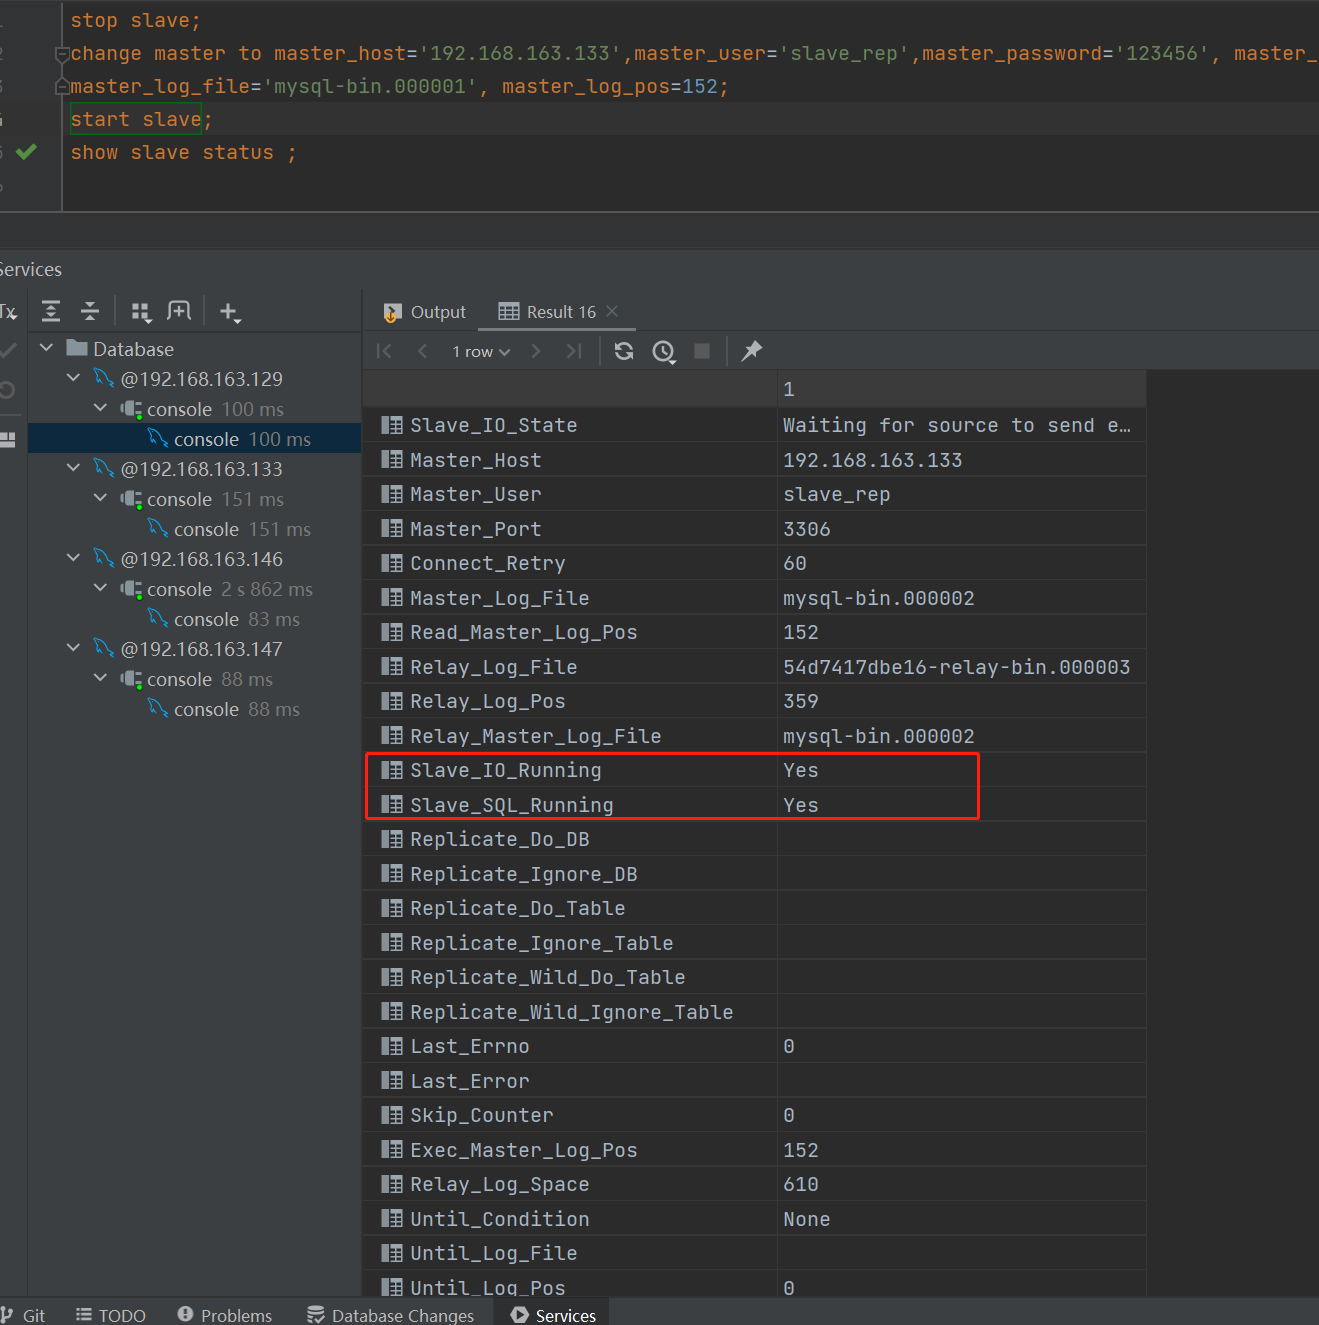 stop slave;
change master to master_host='192.168.163.133',master_user='slave_rep',master_password='123456', master_
master_log_file='mysql-bin.000001', master_log_pos=152;
start slave;
show slave status ;
Services
Tx
Output
Result 16
1 row
Database
@192.168.163.129
console 100 ms
console 100 ms
@192.168.163.133
console 151 ms
console 151 ms
@192.168.163.146
console 2 s 862 ms
console 83 ms
@192.168.163.147
console 88 ms
console 88 ms
1
Slave_IO_State Waiting for source to send e…
Master_Host 192.168.163.133
Master_User slave_rep
Master_Port 3306
Connect_Retry 60
Master_Log_File mysql-bin.000002
Read_Master_Log_Pos 152
Relay_Log_File 54d7417dbe16-relay-bin.000003
Relay_Log_Pos 359
Relay_Master_Log_File mysql-bin.000002
Slave_IO_Running Yes
Slave_SQL_Running Yes
Replicate_Do_DB
Replicate_Ignore_DB
Replicate_Do_Table
Replicate_Ignore_Table
Replicate_Wild_Do_Table
Replicate_Wild_Ignore_Table
Last_Errno 0
Last_Error
Skip_Counter 0
Exec_Master_Log_Pos 152
Relay_Log_Space 610
Until_Condition None
Until_Log_File
Until_Log_Pos 0
Git
TODO
Problems
Database Changes
Services